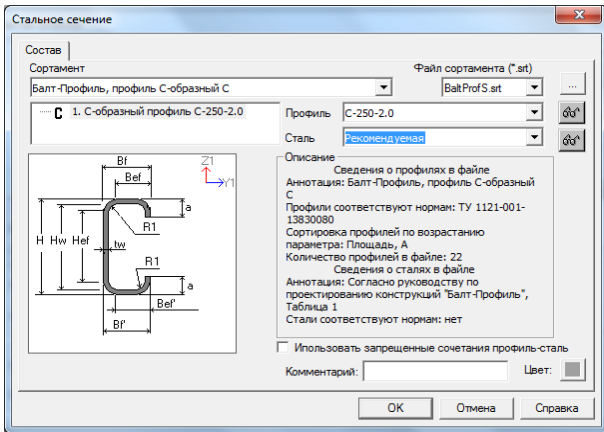 Стальное сечение
Состав
Сортамент
Файл сортамента (*.srt)
Балт-Профиль, профиль С-образный С
BaltProfS.srt
...
C 1. С-образный профиль С-250-2.0
Профиль
С-250-2.0
Сталь
Рекомендуемая
Bf
Bef
Z1
Y1
a
R1
H
Hw
Hef
tw
R1
a
Bef'
Bf'
Описание
Сведения о профилях в файле
Аннотация: Балт-Профиль, профиль С-образный
С
Профили соответствуют нормам: ТУ 1121-001-
13830080
Сортировка профилей по возрастанию
параметра: Площадь, А
Количество профилей в файле: 22
Сведения о сталях в файле
Аннотация: Согласно руководству по
проектированию конструкций "Балт-Профиль",
Таблица 1
Стали соответствуют нормам: нет
Ипользовать запрещенные сочетания профиль-сталь
Комментарий:
Цвет:
OK
Отмена
Справка